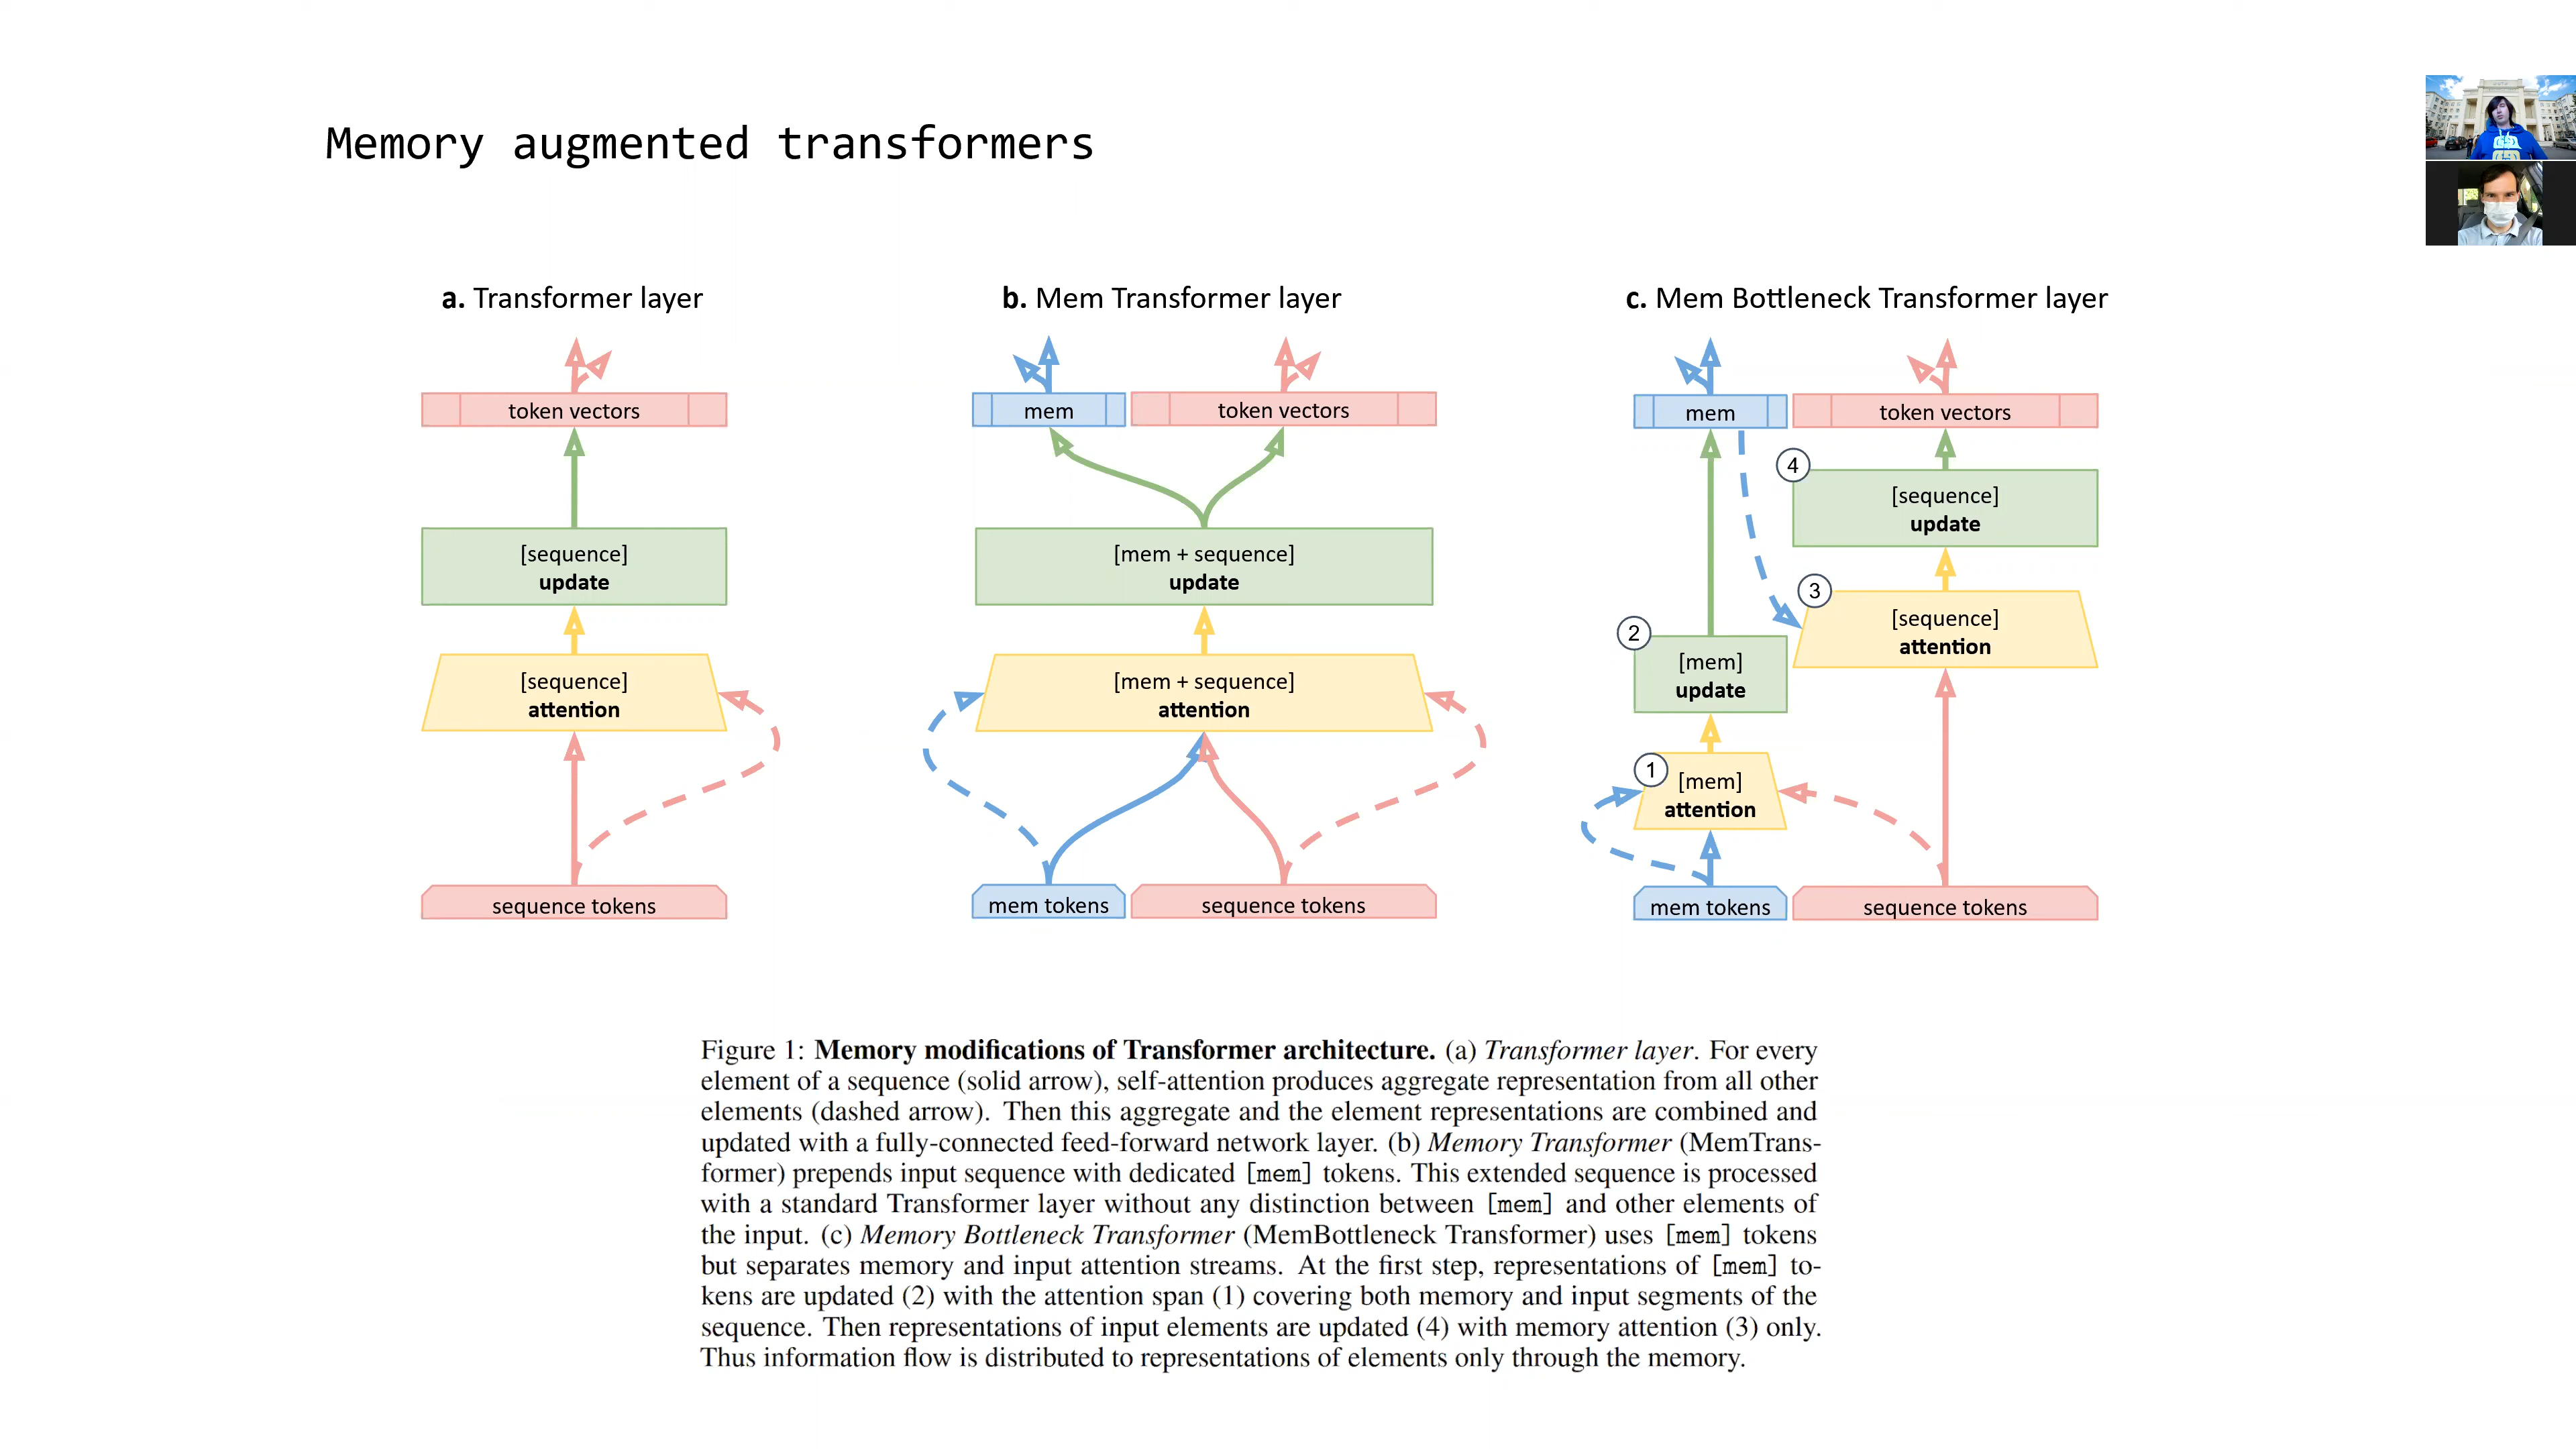 Memory augmented transformers
a. Transformer layer
token vectors
[sequence]
update
[sequence]
attention
sequence tokens
b. Mem Transformer layer
mem
token vectors
[mem + sequence]
update
[mem + sequence]
attention
mem tokens
sequence tokens
c. Mem Bottleneck Transformer layer
mem
token vectors
4
[sequence]
update
3
[sequence]
attention
2
[mem]
update
1
[mem]
attention
mem tokens
sequence tokens
Figure 1: Memory modifications of Transformer architecture. (a) Transformer layer. For every
element of a sequence (solid arrow), self-attention produces aggregate representation from all other
elements (dashed arrow). Then this aggregate and the element representations are combined and
updated with a fully-connected feed-forward network layer. (b) Memory Transformer (MemTrans-
former) prepends input sequence with dedicated [mem] tokens. This extended sequence is processed
with a standard Transformer layer without any distinction between [mem] and other elements of
the input. (c) Memory Bottleneck Transformer (MemBottleneck Transformer) uses [mem] tokens
but separates memory and input attention streams. At the first step, representations of [mem] to-
kens are updated (2) with the attention span (1) covering both memory and input segments of the
sequence. Then representations of input elements are updated (4) with memory attention (3) only.
Thus information flow is distributed to representations of elements only through the memory.